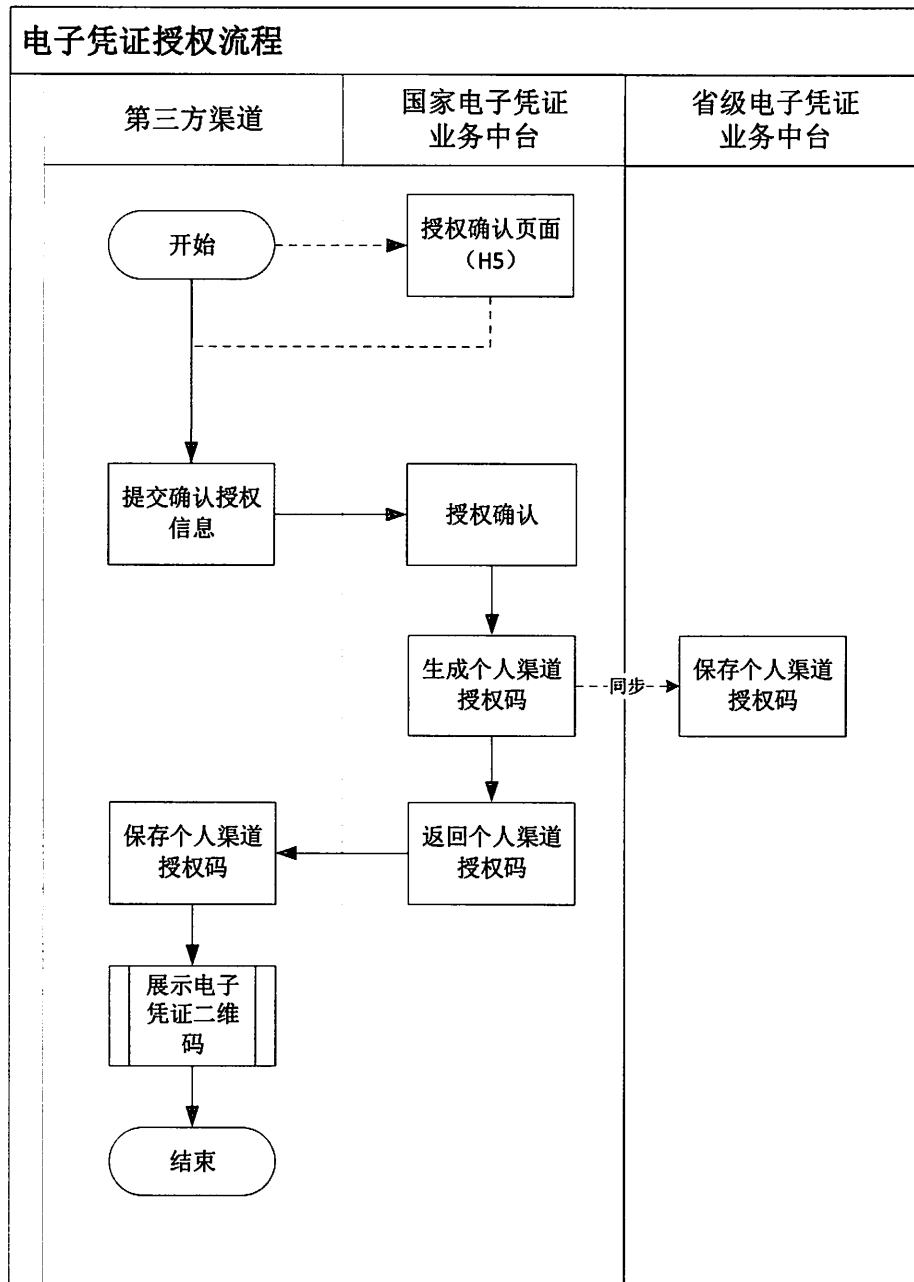 电子凭证授权流程
第三方渠道
国家电子凭证
业务中台
省级电子凭证
业务中台
开始
授权确认页面
（H5）
提交确认授权
信息
授权确认
生成个人渠道
授权码
同步
保存个人渠道
授权码
保存个人渠道
授权码
返回个人渠道
授权码
展示电子
凭证二维
码
结束